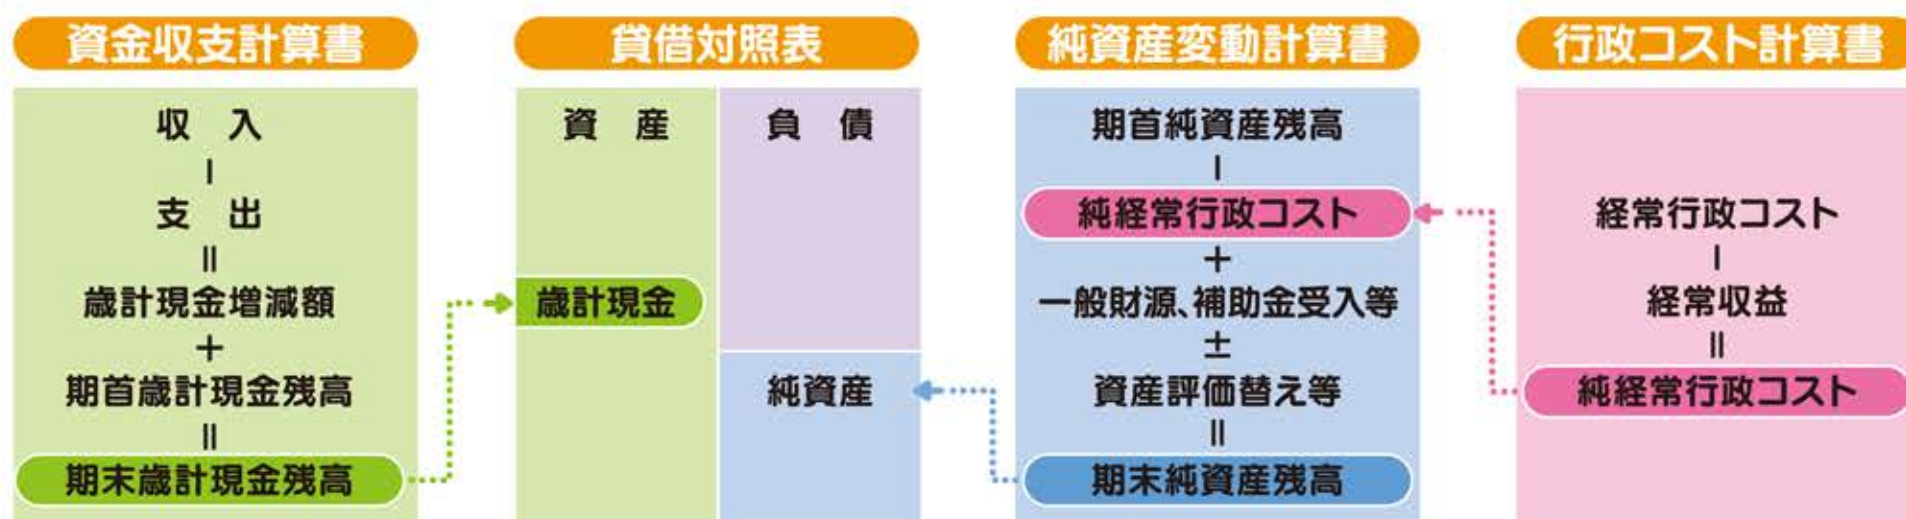 資金収支計算書
収　入
−
支　出
＝
歳計現金増減額
＋
期首歳計現金残高
＝
期末歳計現金残高
貸借対照表
資　産
歳計現金
負　債
純資産
純資産変動計算書
期首純資産残高
−
純経常行政コスト
＋
一般財源、補助金受入等
±
資産評価替え等
＝
期末純資産残高
行政コスト計算書
経常行政コスト
−
経常収益
＝
純経常行政コスト